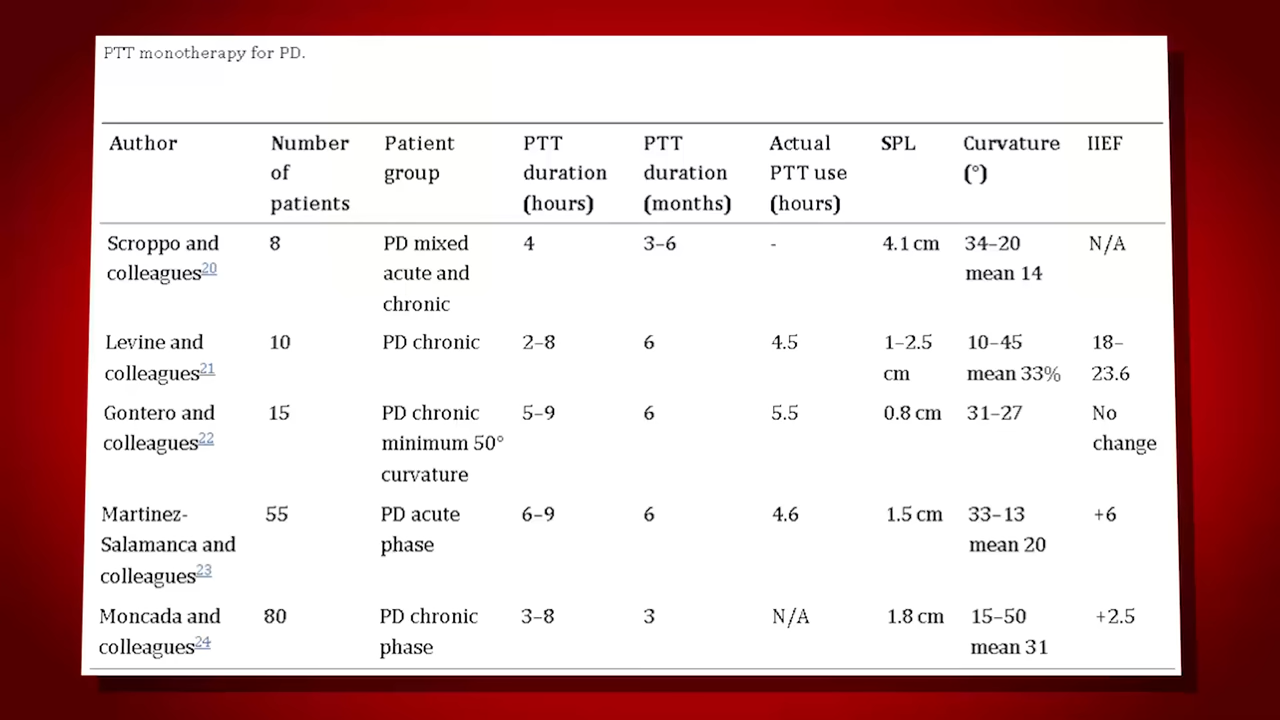 PTT monotherapy for PD.
Author Number of patients Patient group PTT duration (hours) PTT duration (months) Actual PTT use (hours) SPL Curvature (°) IIEF
Scroppo and colleagues20 8 PD mixed acute and chronic 4 3–6 - 4.1 cm 34–20 mean 14 N/A
Levine and colleagues21 10 PD chronic 2–8 6 4.5 1–2.5 cm 10–45 mean 33% 18–23.6
Gontero and colleagues22 15 PD chronic minimum 50° curvature 5–9 6 5.5 0.8 cm 31–27 No change
Martinez-Salamanca and colleagues23 55 PD acute phase 6–9 6 4.6 1.5 cm 33–13 mean 20 +6
Moncada and colleagues24 80 PD chronic phase 3–8 3 N/A 1.8 cm 15–50 mean 31 +2.5